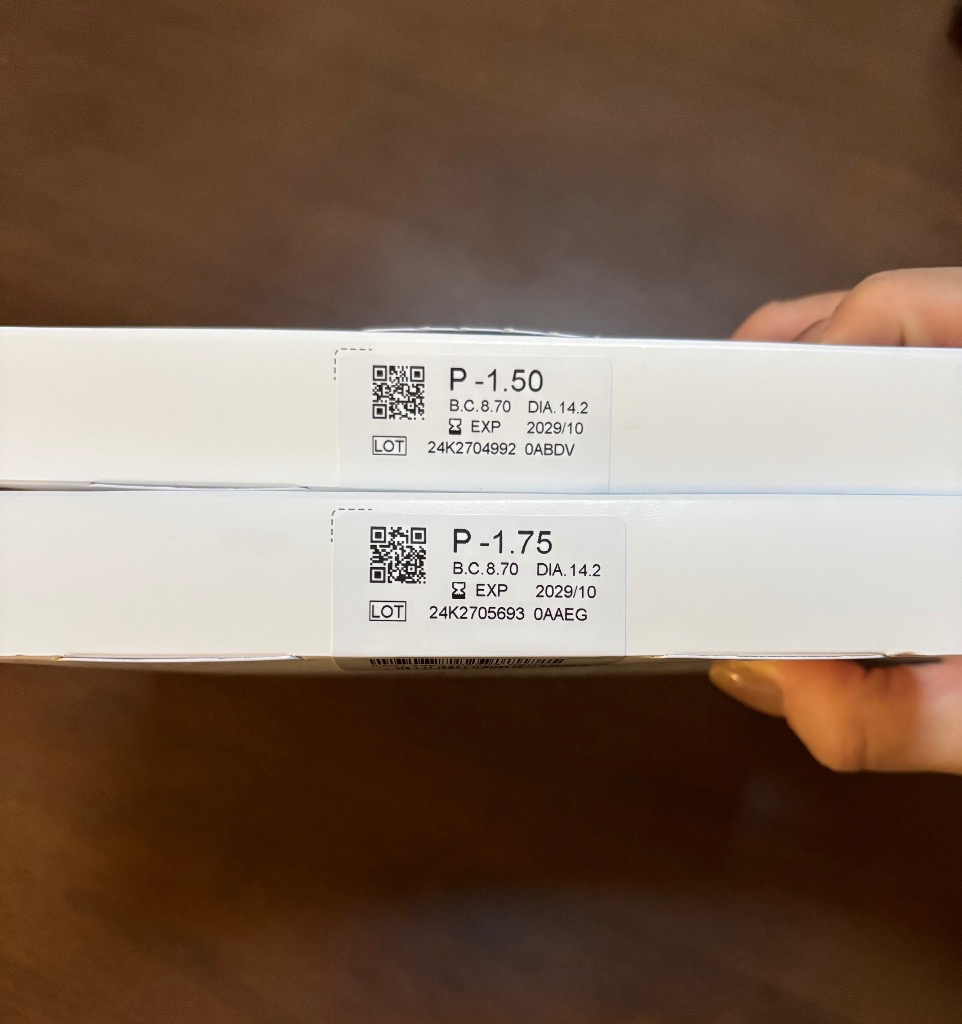 P -1.50
B.C.8.70 DIA.14.2
EXP 2029/10
LOT 24K2704992 0ABDV
P -1.75
B.C.8.70 DIA.14.2
EXP 2029/10
LOT 24K2705693 0AAEG